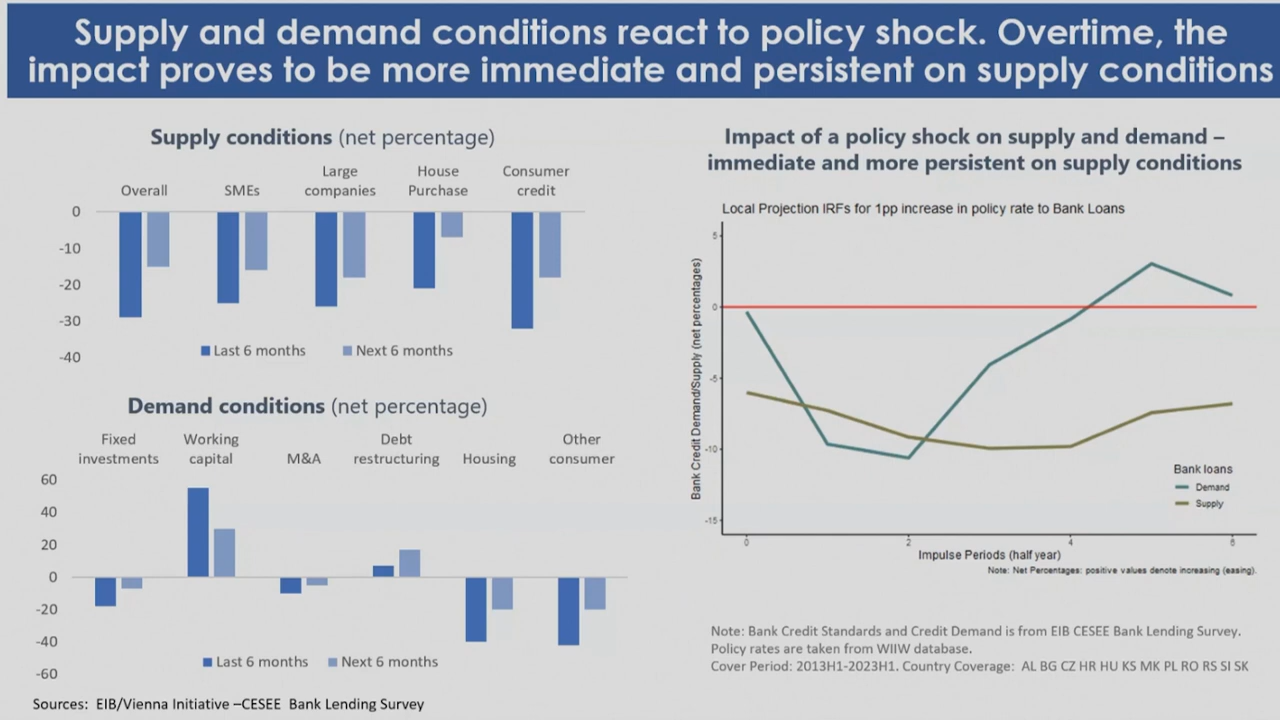 Supply and demand conditions react to policy shock. Overtime, the
impact proves to be more immediate and persistent on supply conditions
Supply conditions (net percentage)
Overall
SMEs
Large
companies
House
Purchase
Consumer
credit
0
-10
-20
-30
-40
Last 6 months
Next 6 months
Demand conditions (net percentage)
Fixed
investments
Working
capital
M&A
Debt
restructuring
Housing
Other
consumer
60
40
20
0
-20
-40
-60
Last 6 months
Next 6 months
Sources: EIB/Vienna Initiative –CESEE Bank Lending Survey
Impact of a policy shock on supply and demand –
immediate and more persistent on supply conditions
Local Projection IRFs for 1pp increase in policy rate to Bank Loans
Bank Credit Demand/Supply (net percentages)
5
0
-5
-10
-15
Bank loans
Demand
Supply
0
2
4
6
Impulse Periods (half year)
Note: Net Percentages: positive values denote increasing (easing).
Note: Bank Credit Standards and Credit Demand is from EIB CESEE Bank Lending Survey.
Policy rates are taken from WIIW database.
Cover Period: 2013H1-2023H1. Country Coverage: AL BG CZ HR HU KS MK PL RO RS SI SK